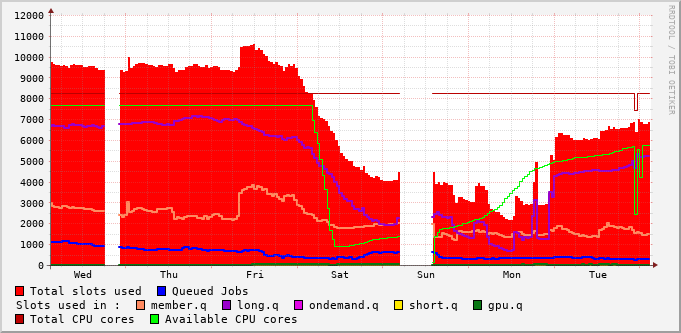 RRDTOOL / TOBI OETIKER
12000
11000
10000
9000
8000
7000
6000
5000
4000
3000
2000
1000
0
Wed Thu Fri Sat Sun Mon Tue
Total slots used Queued Jobs
Slots used in : member.q long.q ondemand.q short.q gpu.q
Total CPU cores Available CPU cores